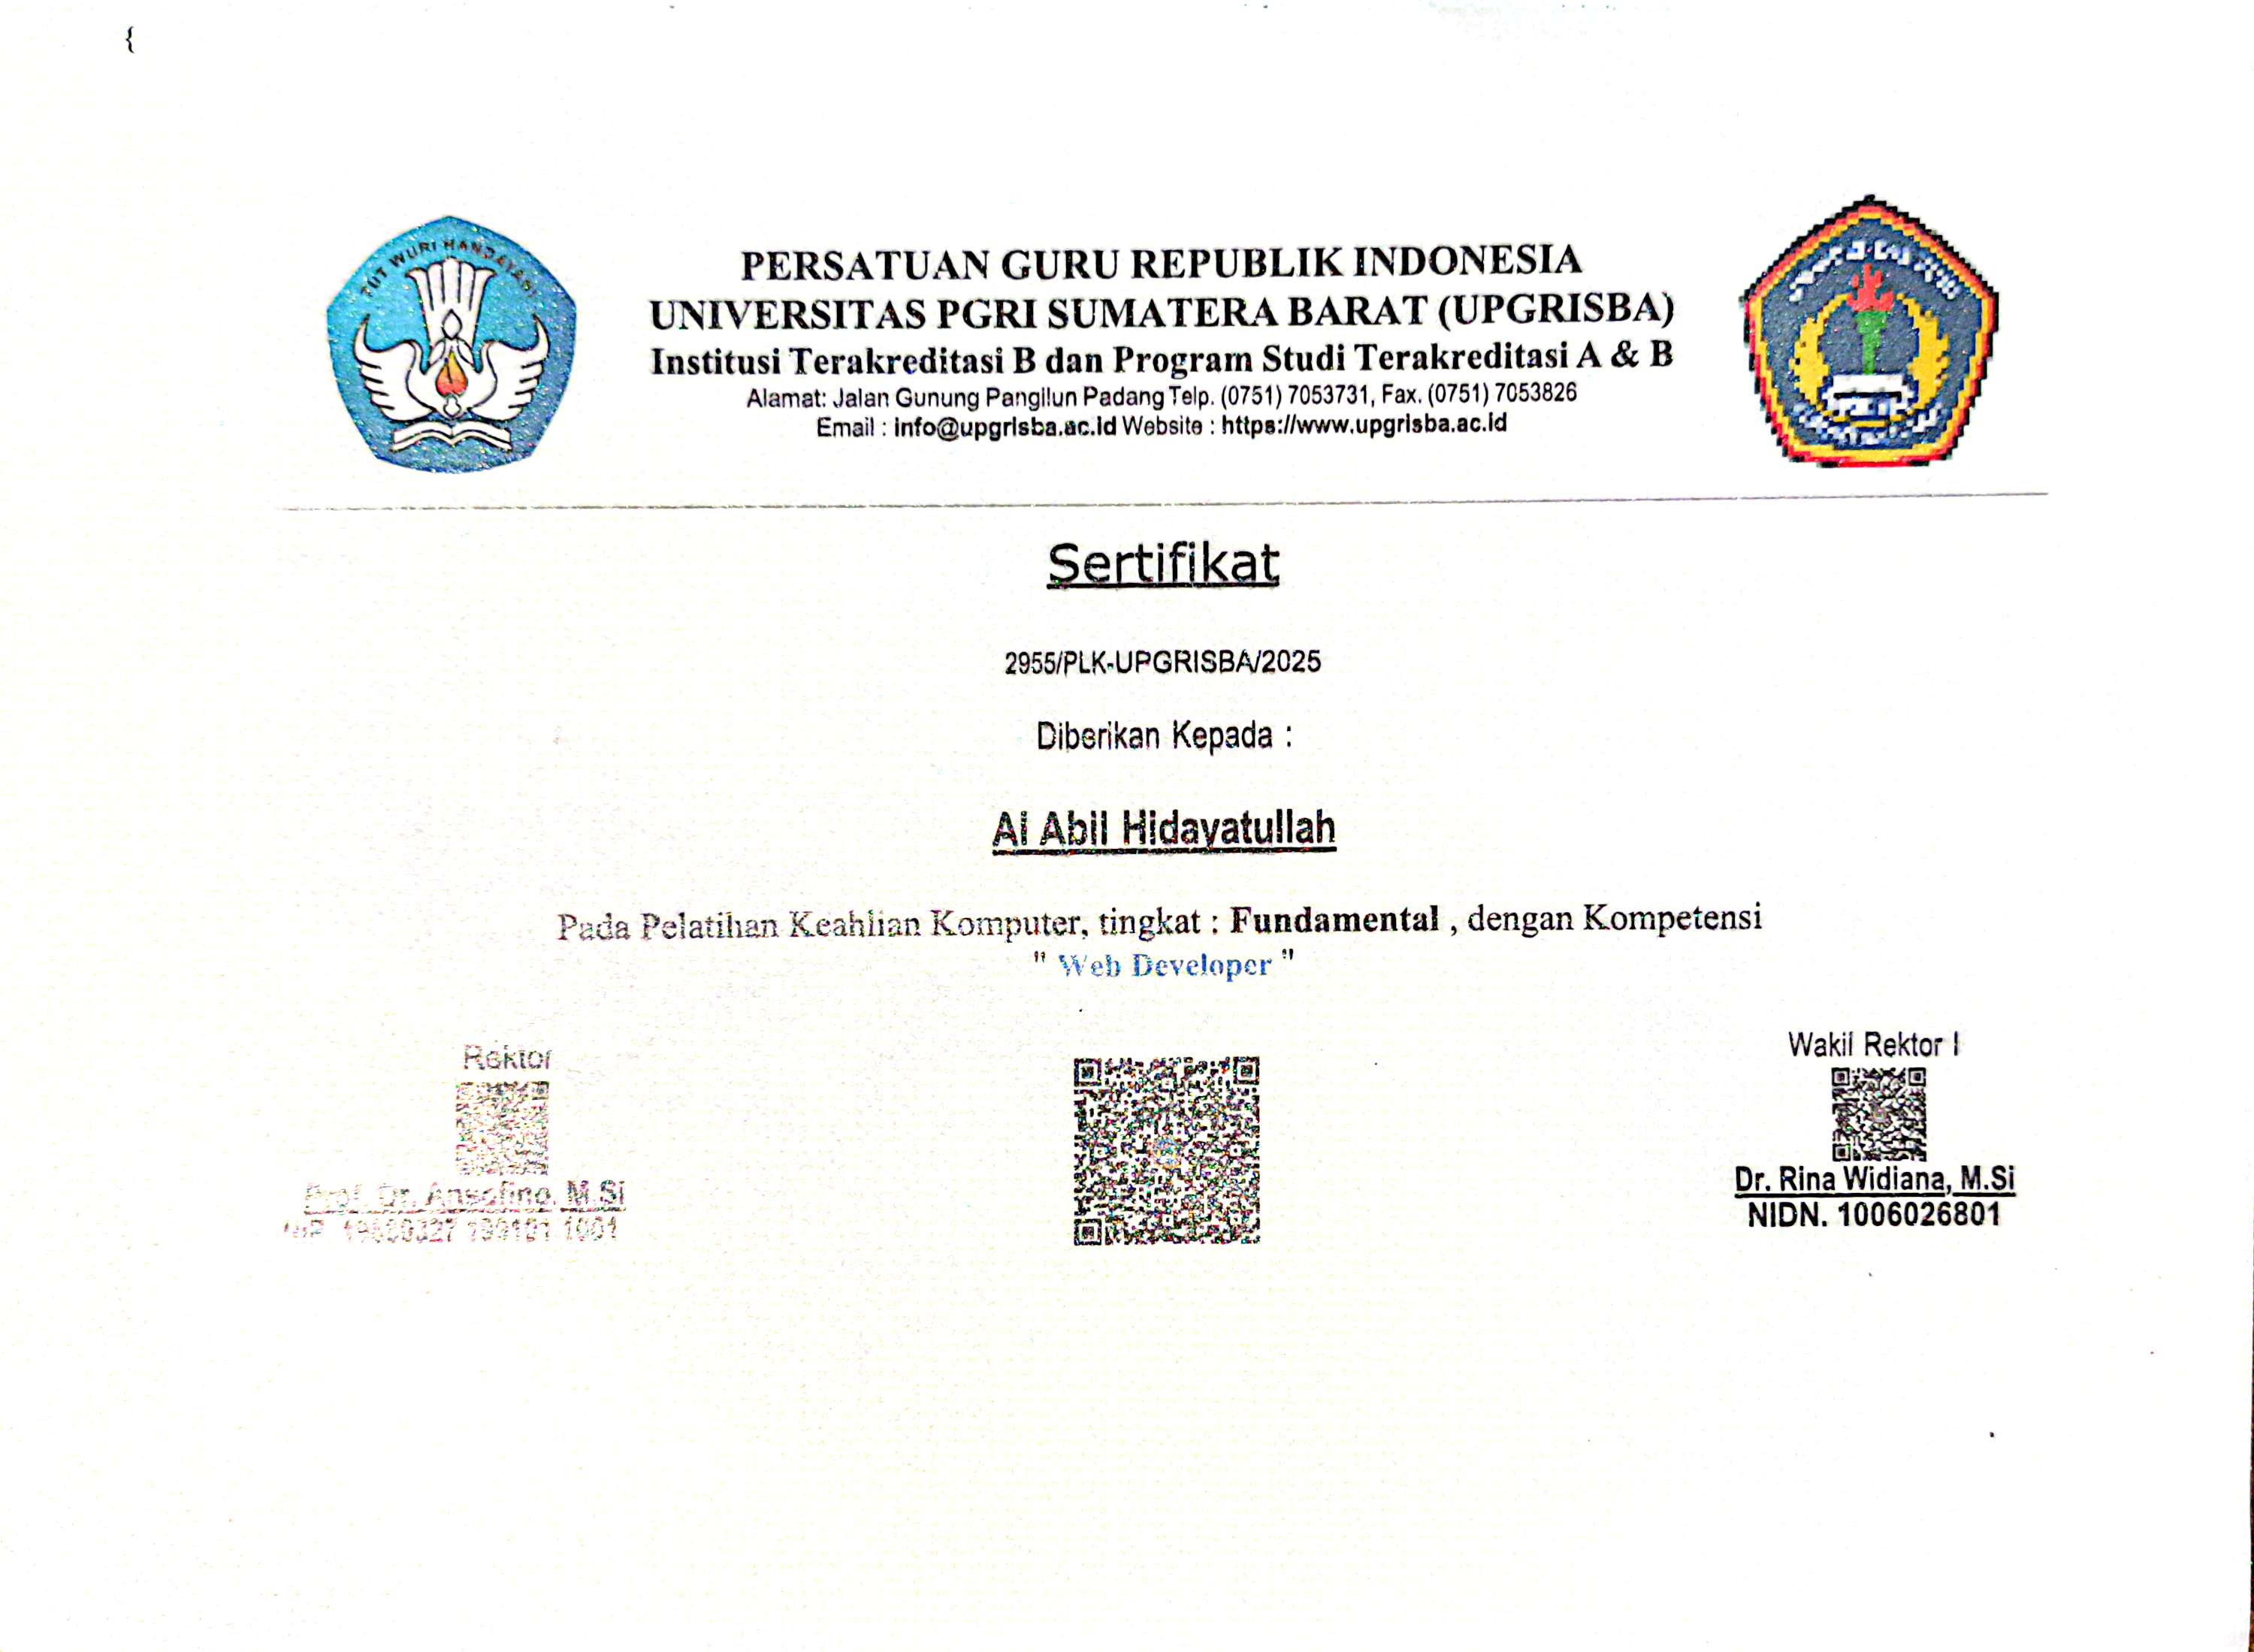 {
TUT WURI HANDAYANI
PERSATUAN GURU REPUBLIK INDONESIA
UNIVERSITAS PGRI SUMATERA BARAT (UPGRISBA)
Institusi Terakreditasi B dan Program Studi Terakreditasi A & B
Alamat: Jalan Gunung Pangilun Padang Telp. (0751) 7053731, Fax. (0751) 7053826
Email : info@upgrisba.ac.id Website : https://www.upgrisba.ac.id
Sertifikat
2955/PLK-UPGRISBA/2025
Diberikan Kepada :
Al Abil Hidayatullah
Pada Pelatihan Keahlian Komputer, tingkat : Fundamental , dengan Kompetensi
" Web Developer "
Rektor
Prof. Dr. Ansofino, M.Si
199101 1001
Wakil Rektor I
Dr. Rina Widiana, M.Si
NIDN. 1006026801